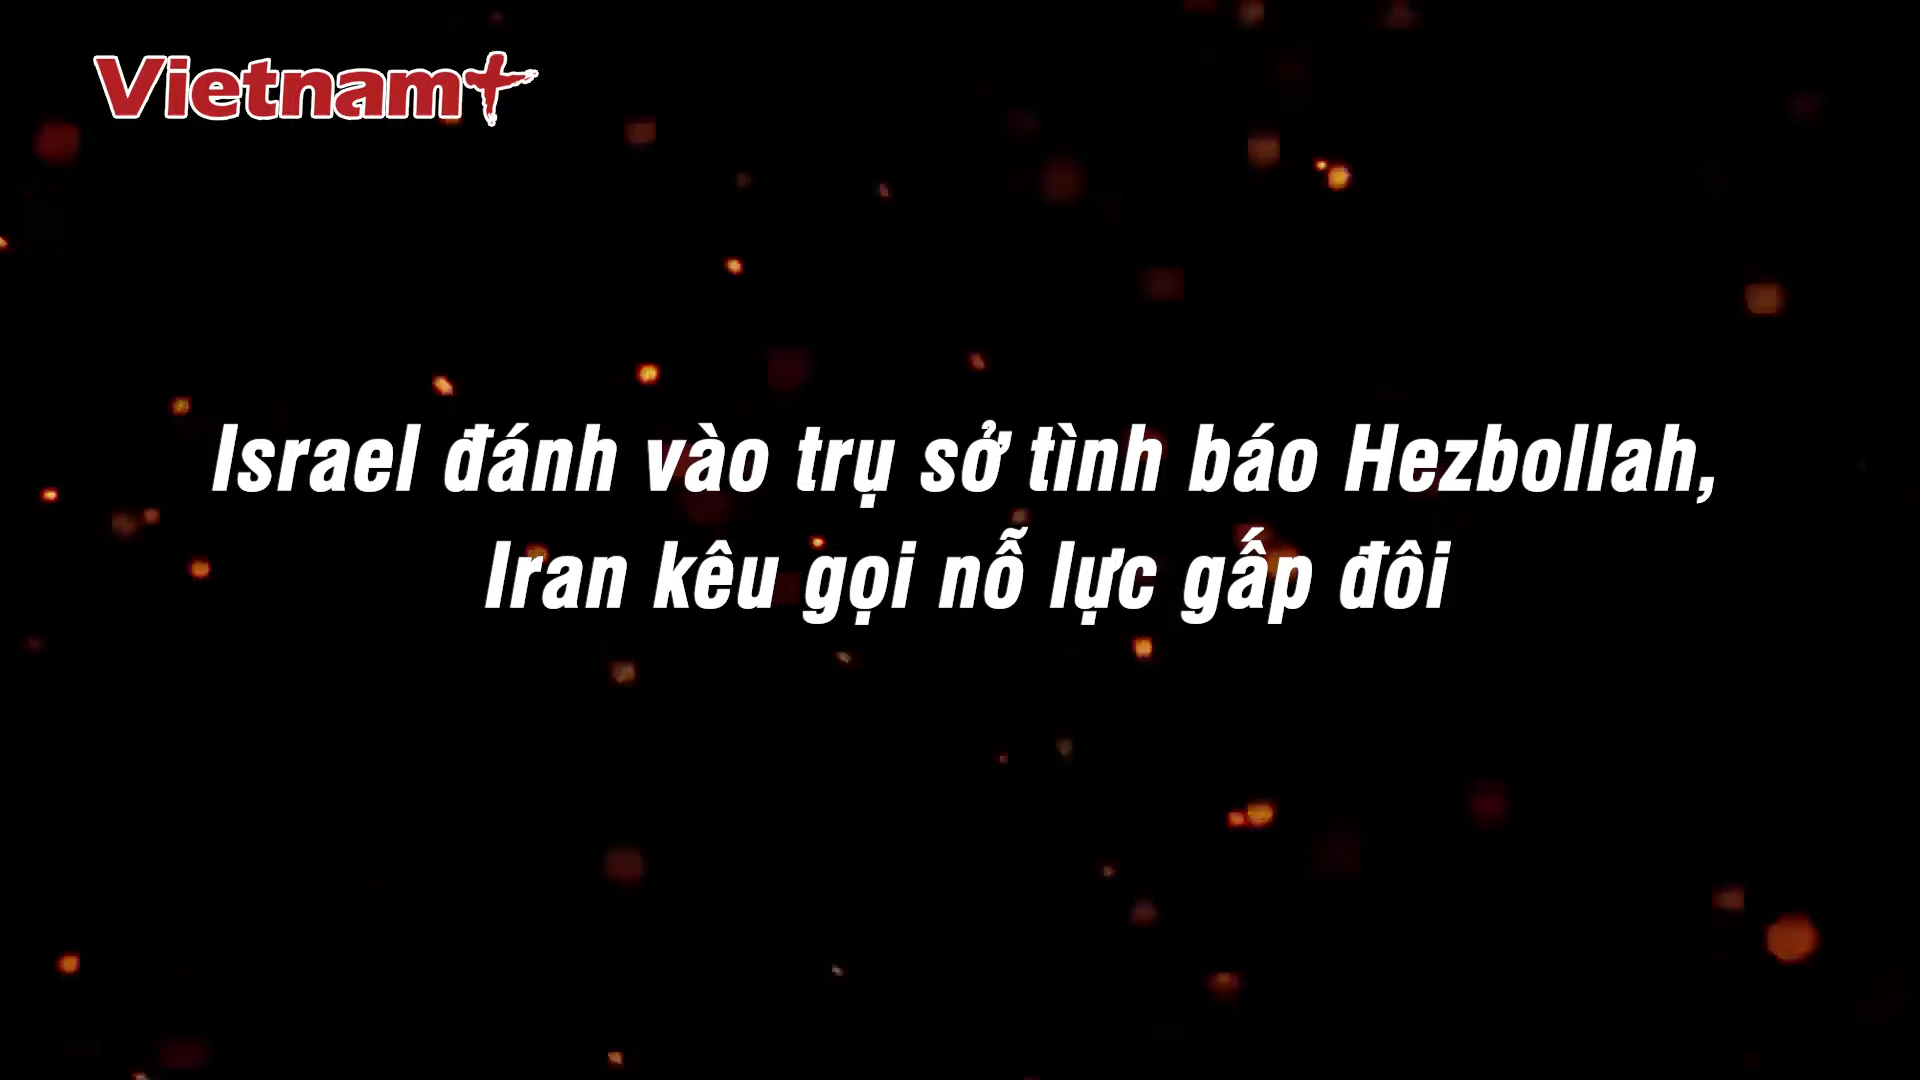 Vietnam+
Israel đánh vào trụ sở tình báo Hezbollah,
Iran kêu gọi nỗ lực gấp đôi